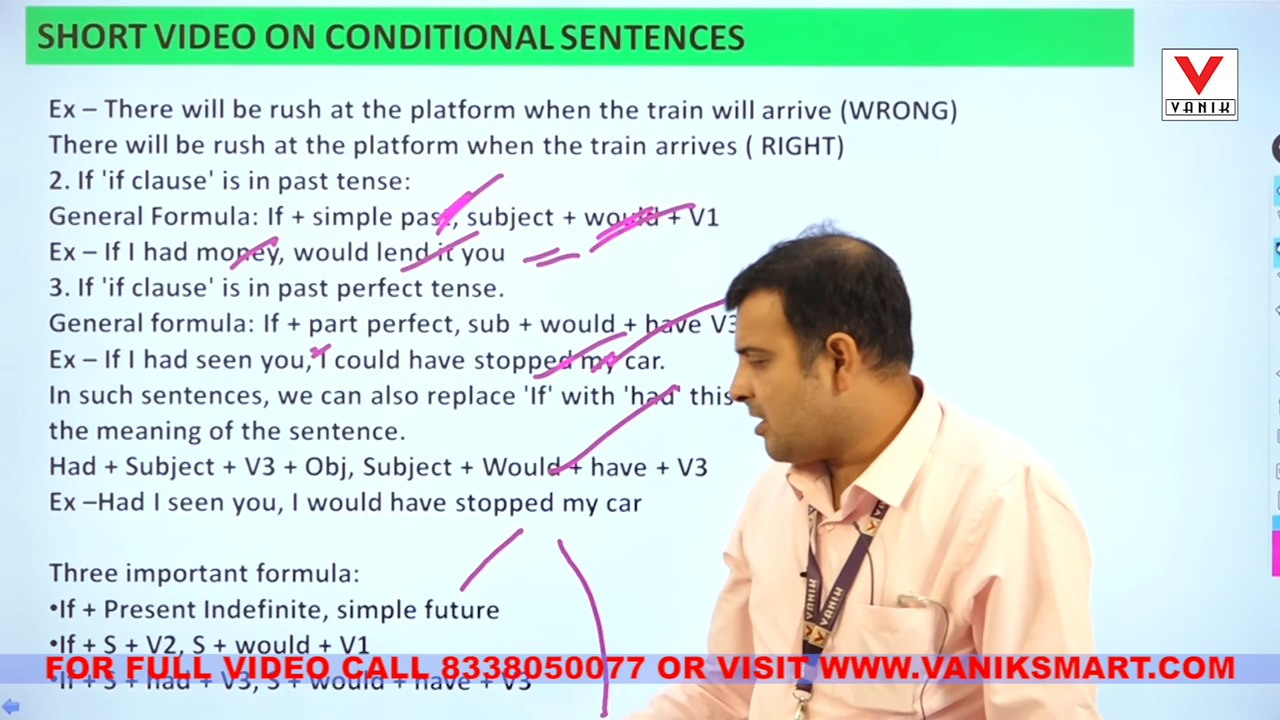 SHORT VIDEO ON CONDITIONAL SENTENCES
VANIK
Ex – There will be rush at the platform when the train will arrive (WRONG)
There will be rush at the platform when the train arrives ( RIGHT)
2. If 'if clause' is in past tense:
General Formula: If + simple past, subject + would + V1
Ex – If I had money, would lend it you
3. If 'if clause' is in past perfect tense.
General formula: If + part perfect, sub + would + have V3
Ex – If I had seen you, I could have stopped my car.
In such sentences, we can also replace 'If' with 'had' this
the meaning of the sentence.
Had + Subject + V3 + Obj, Subject + Would + have + V3
Ex –Had I seen you, I would have stopped my car
Three important formula:
•If + Present Indefinite, simple future
•If + S + V2, S + would + V1
•If + S + had + V3, S + would + have + V3
FOR FULL VIDEO CALL 8338050077 OR VISIT WWW.VANIKSMART.COM
VANIK